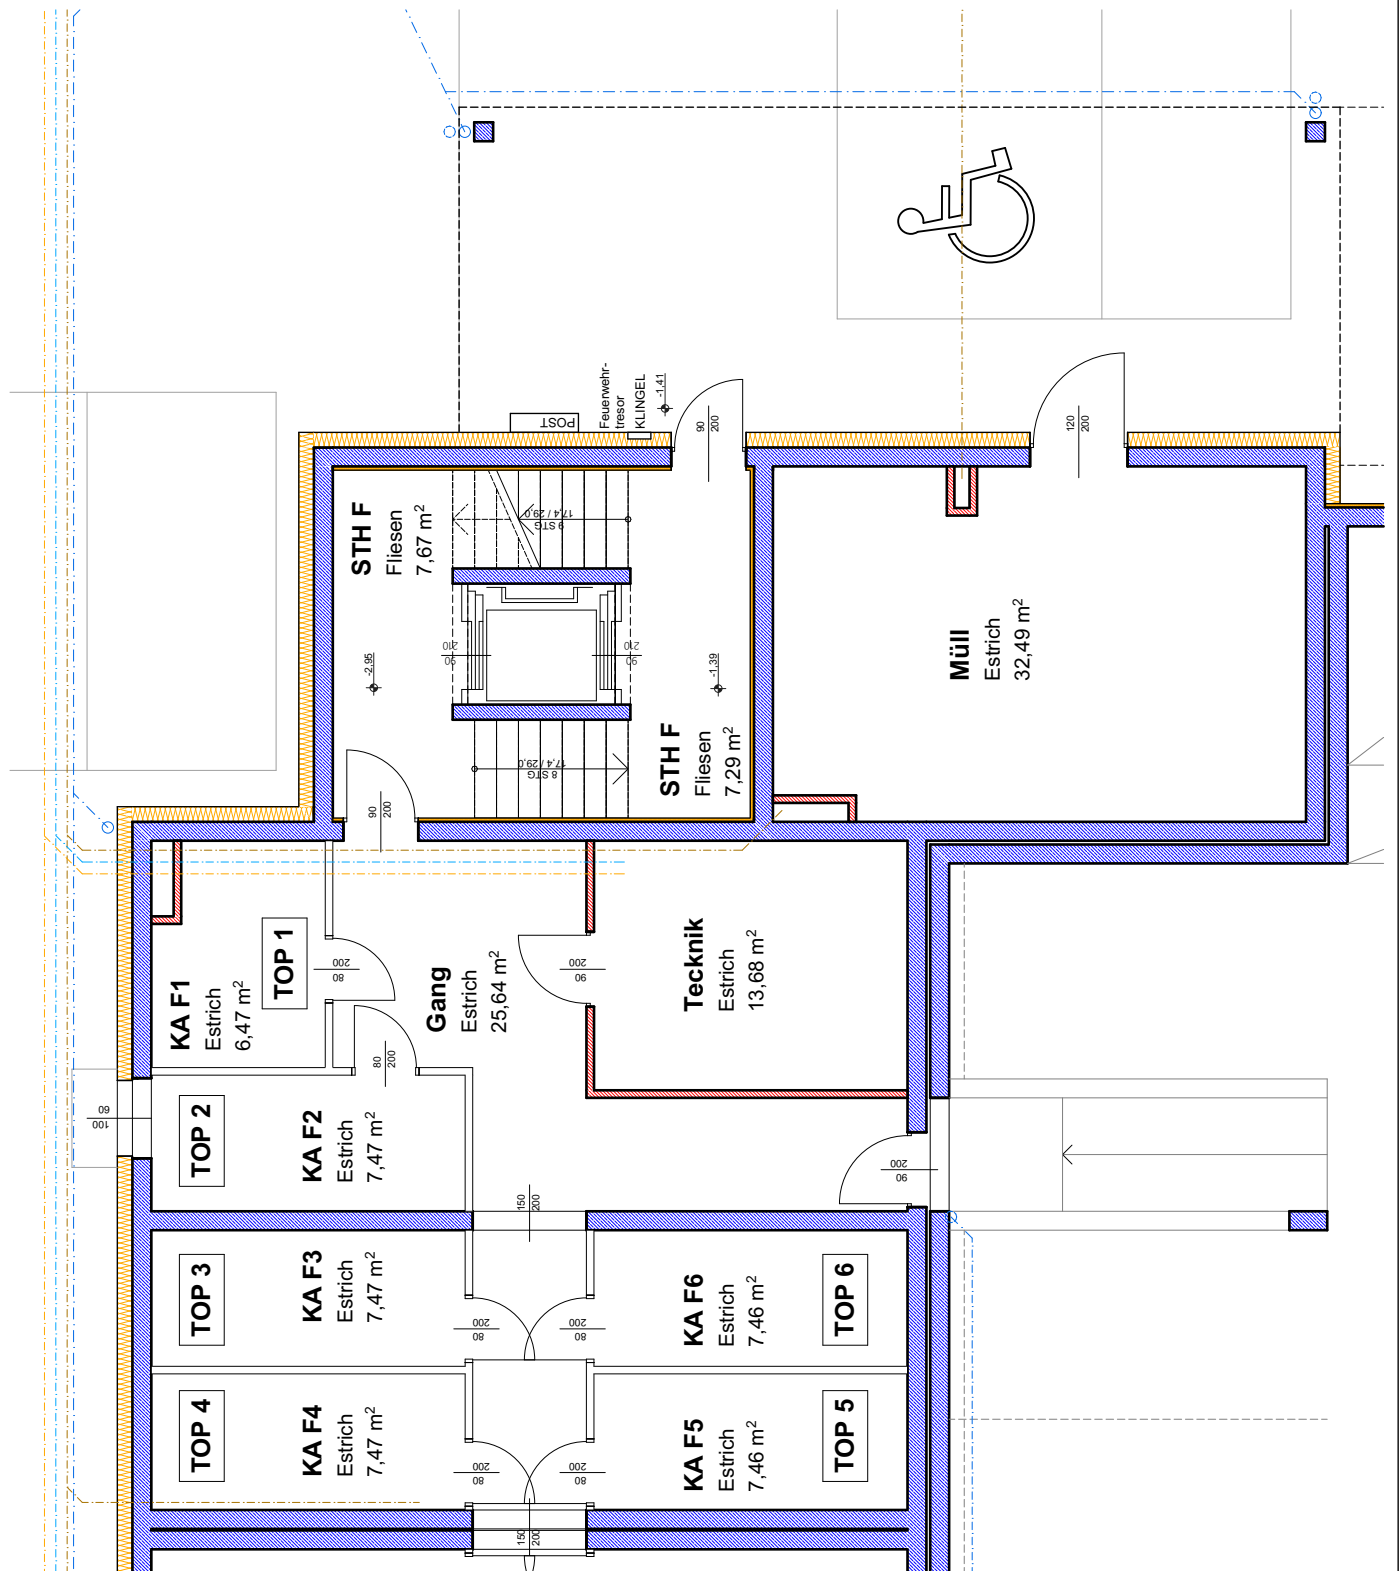 POST
Feuerwehr-
tresor
KLINGEL
-1,41
90
200
120
200
STH F
Fliesen
7,67 m²
9 STG
17,4 / 29,0
90
210
90
210
-2,95
-1,39
8 STG
17,4 / 29,0
STH F
Fliesen
7,29 m²
Müll
Estrich
32,49 m²
90
200
KA F1
Estrich
6,47 m²
TOP 1
80
200
Gang
Estrich
25,64 m²
90
200
Tecknik
Estrich
13,68 m²
80
200
60
100
TOP 2
KA F2
Estrich
7,47 m²
90
200
150
200
TOP 3
KA F3
Estrich
7,47 m²
80
200
80
200
KA F6
Estrich
7,46 m²
TOP 6
TOP 4
KA F4
Estrich
7,47 m²
80
200
80
200
KA F5
Estrich
7,46 m²
TOP 5
150
200